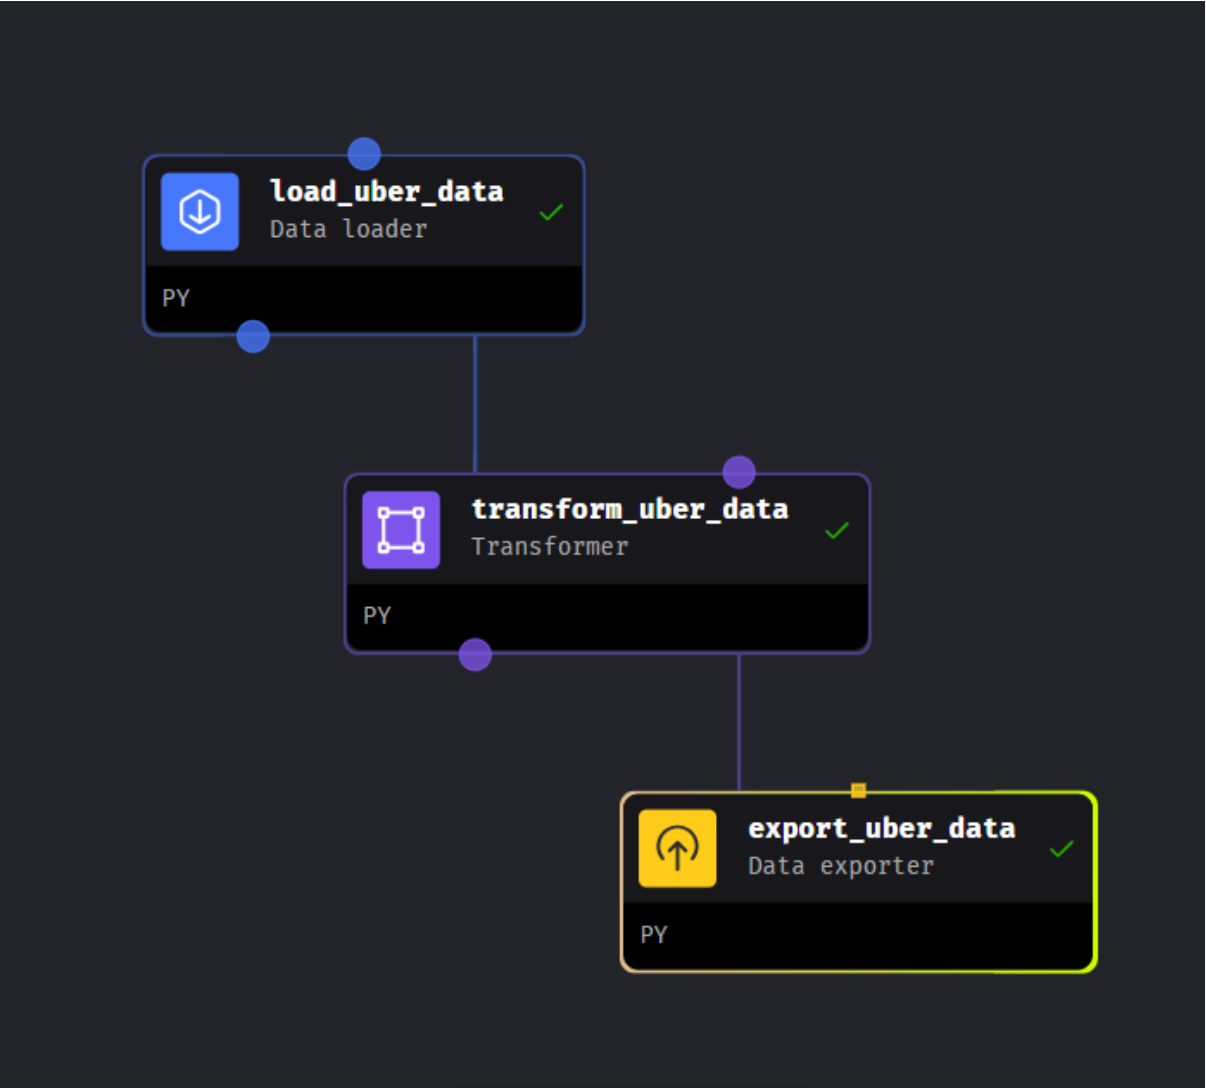 load_uber_data
Data loader
PY
transform_uber_data
Transformer
PY
export_uber_data
Data exporter
PY